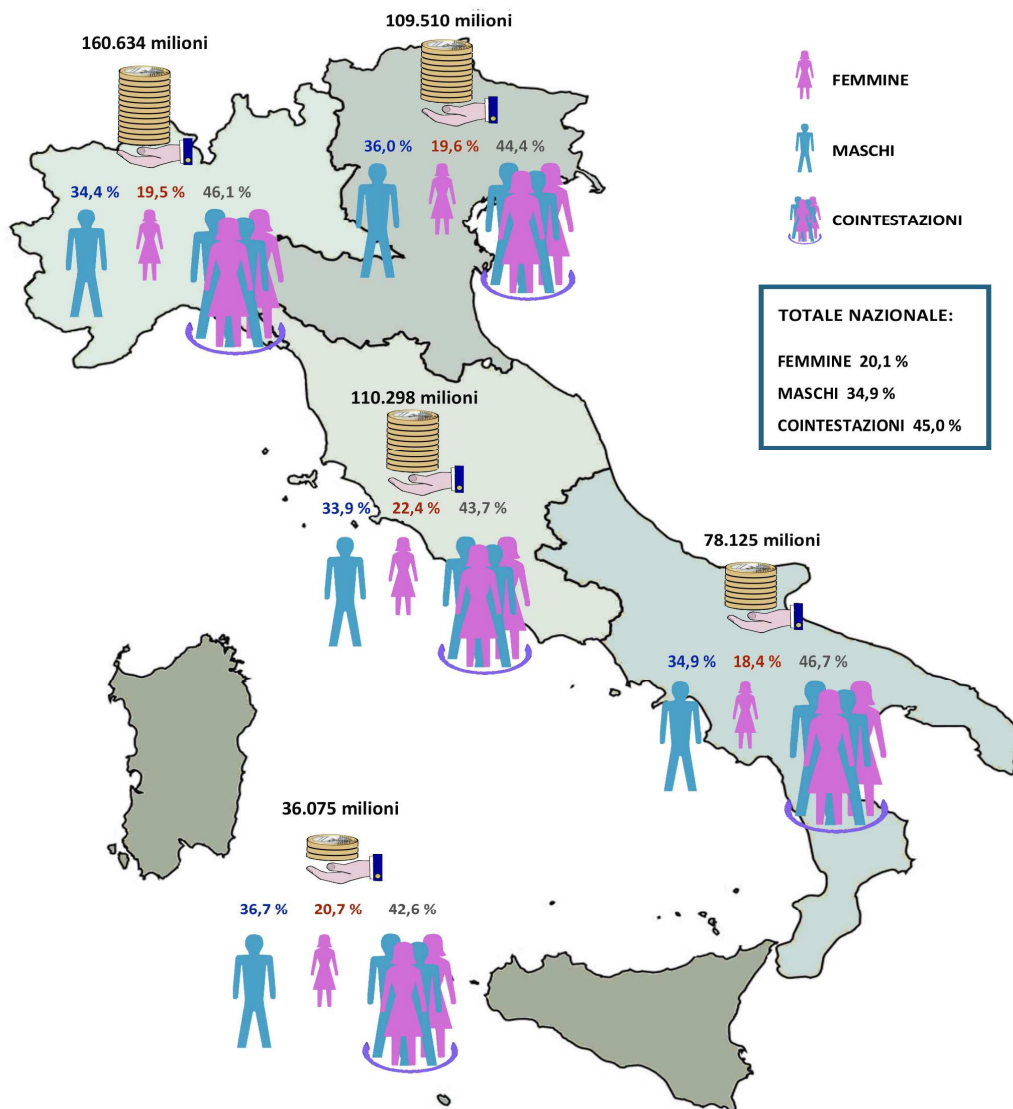 160.634 milioni
34,4 % 19,5 % 46,1 %
109.510 milioni
36,0 % 19,6 % 44,4 %
FEMMINE
MASCHI
COINTESTAZIONI
TOTALE NAZIONALE:
FEMMINE 20,1 %
MASCHI 34,9 %
COINTESTAZIONI 45,0 %
110.298 milioni
33,9 % 22,4 % 43,7 %
78.125 milioni
34,9 % 18,4 % 46,7 %
36.075 milioni
36,7 % 20,7 % 42,6 %